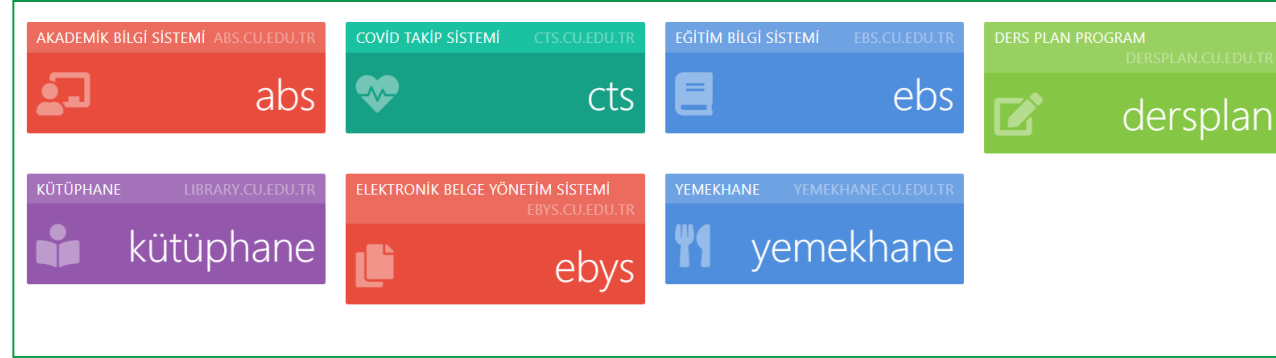 AKADEMİK BİLGİ SİSTEMİ ABS.CU.EDU.TR
abs
COVİD TAKİP SİSTEMİ CTS.CU.EDU.TR
cts
EĞİTİM BİLGİ SİSTEMİ EBS.CU.EDU.TR
ebs
DERS PLAN PROGRAM
DERSPLAN.CU.EDU.TR
dersplan
KÜTÜPHANE LIBRARY.CU.EDU.TR
kütüphane
ELEKTRONİK BELGE YÖNETİM SİSTEMİ
EBYS.CU.EDU.TR
ebys
YEMEKHANE YEMEKHANE.CU.EDU.TR
yemekhane